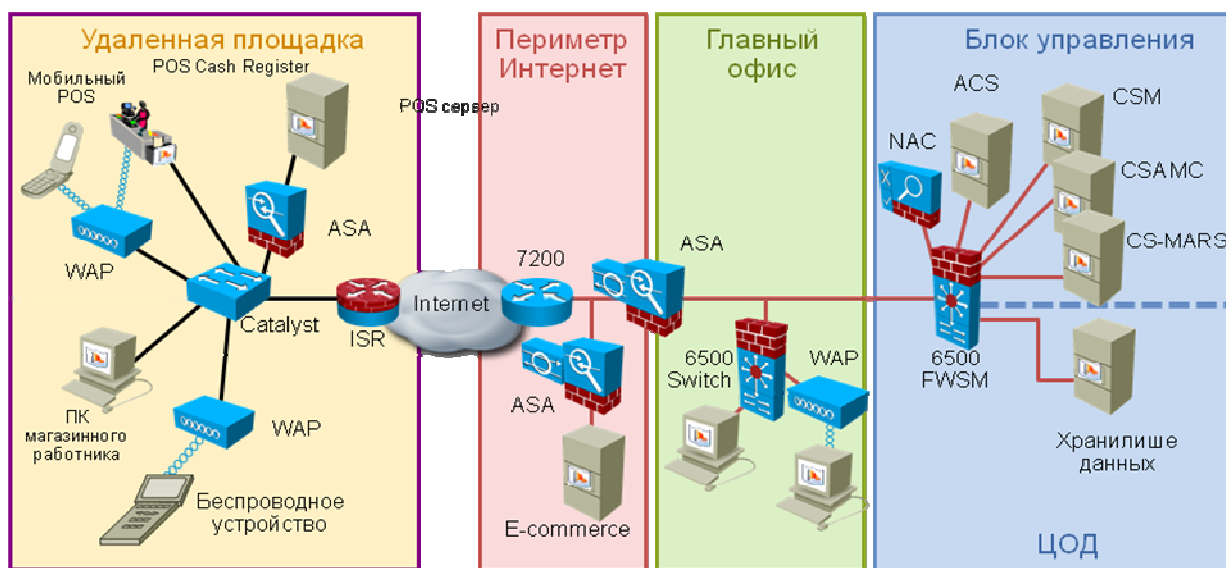 Удаленная площадка
POS Cash Register
Мобильный
POS
POS сервер
ASA
WAP
Catalyst
ISR
Internet
ПК
магазинного
работника
WAP
Беспроводное
устройство
Периметр
Интернет
7200
ASA
ASA
E-commerce
Главный
офис
6500
Switch
WAP
Блок управления
ACS
CSM
NAC
CSAMC
CS-MARS
6500
FWSM
Хранилише
данных
ЦОД